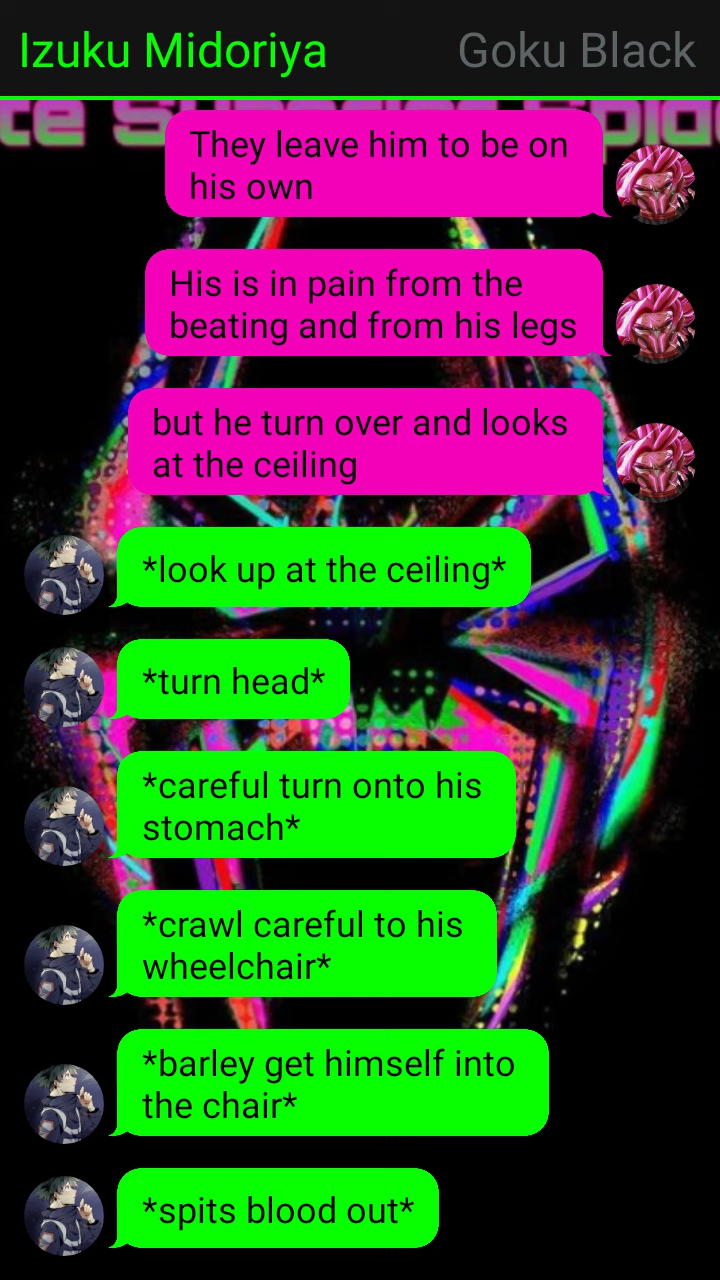 Izuku Midoriya
Goku Black
They leave him to be on
his own
His is in pain from the
beating and from his legs
but he turn over and looks
at the ceiling
*look up at the ceiling*
*turn head*
*careful turn onto his
stomach*
*crawl careful to his
wheelchair*
*barley get himself into
the chair*
*spits blood out*